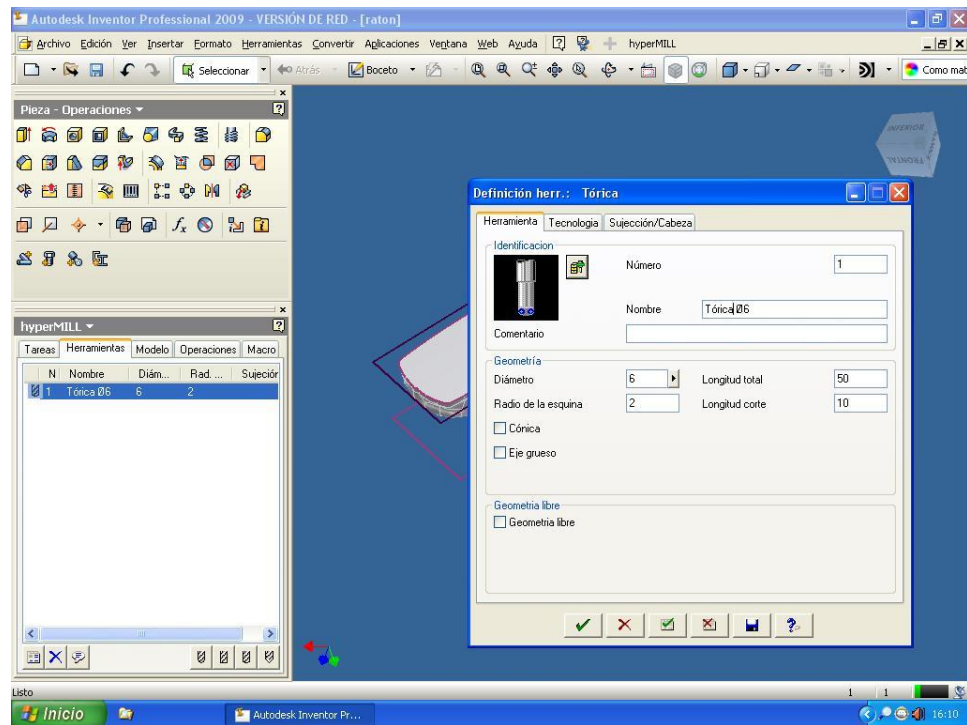 Autodesk Inventor Professional 2009 - VERSIÓN DE RED - [raton]
Archivo Edición Ver Insertar Formato Herramientas Convertir Aplicaciones Ventana Web Ayuda hyperMILL
Seleccionar Atrás Boceto Como mat
Pieza - Operaciones
hyperMILL
Tareas Herramientas Modelo Operaciones Macro
N Nombre Diám... Rad. ... Sujeción
1 Tórica Ø6 6 2
INFERIOR
FRONTAL
Definición herr.: Tórica
Herramienta Tecnologia Sujección/Cabeza
Identificacion
Número 1
Nombre Tórica Ø6
Comentario
Geometría
Diámetro 6 Longitud total 50
Radio de la esquina 2 Longitud corte 10
Cónica
Eje grueso
Geometria libre
Geometria libre
Listo 1 1
Inicio Autodesk Inventor Pr... 16:10